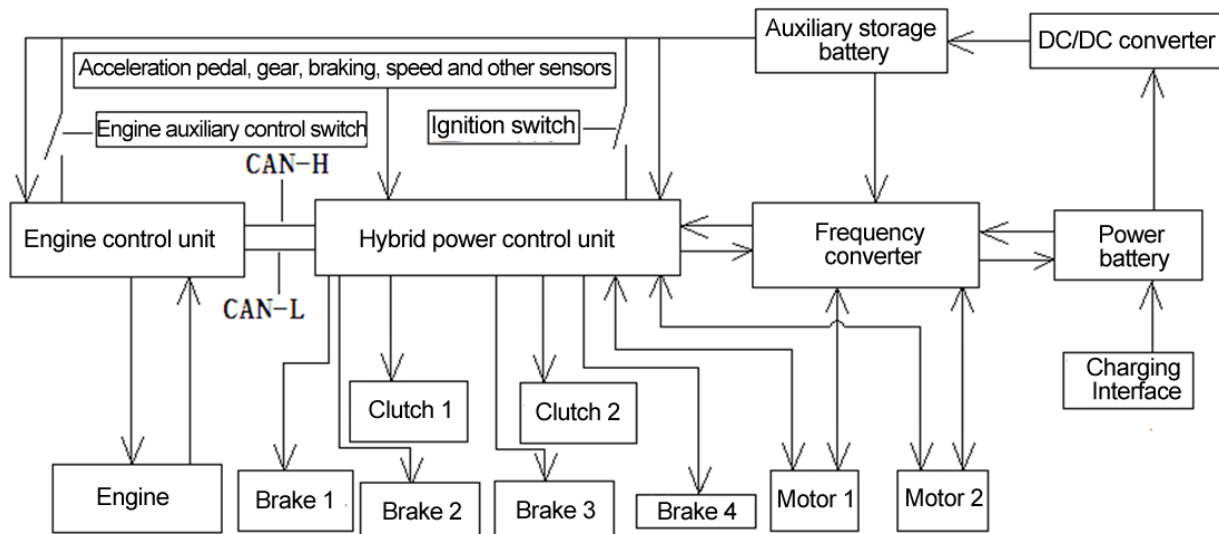 Auxiliary storage
battery
DC/DC converter
Acceleration pedal, gear, braking, speed and other sensors
Engine auxiliary control switch
Ignition switch
CAN-H
Engine control unit
Hybrid power control unit
Frequency
converter
Power
battery
CAN-L
Charging
Interface
Clutch 1
Clutch 2
Engine
Brake 1
Brake 2
Brake 3
Brake 4
Motor 1
Motor 2